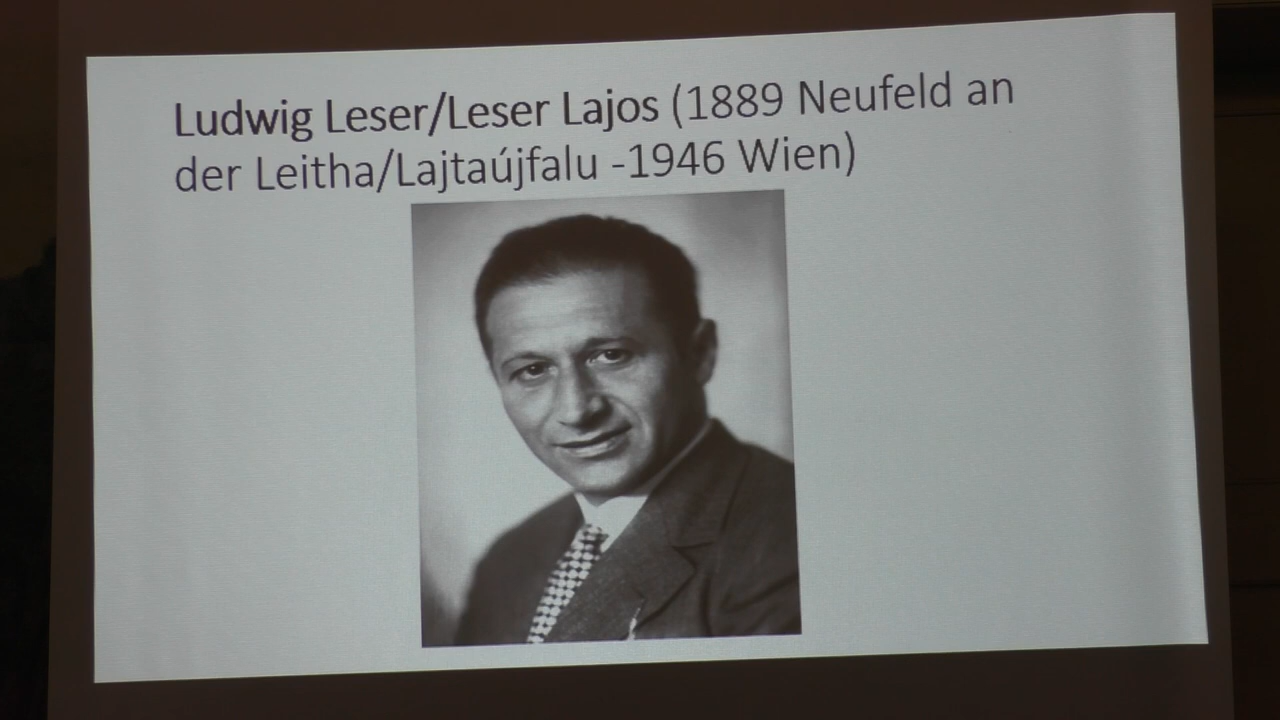 Ludwig Leser/Leser Lajos (1889 Neufeld an
der Leitha/Lajtaújfalu -1946 Wien)